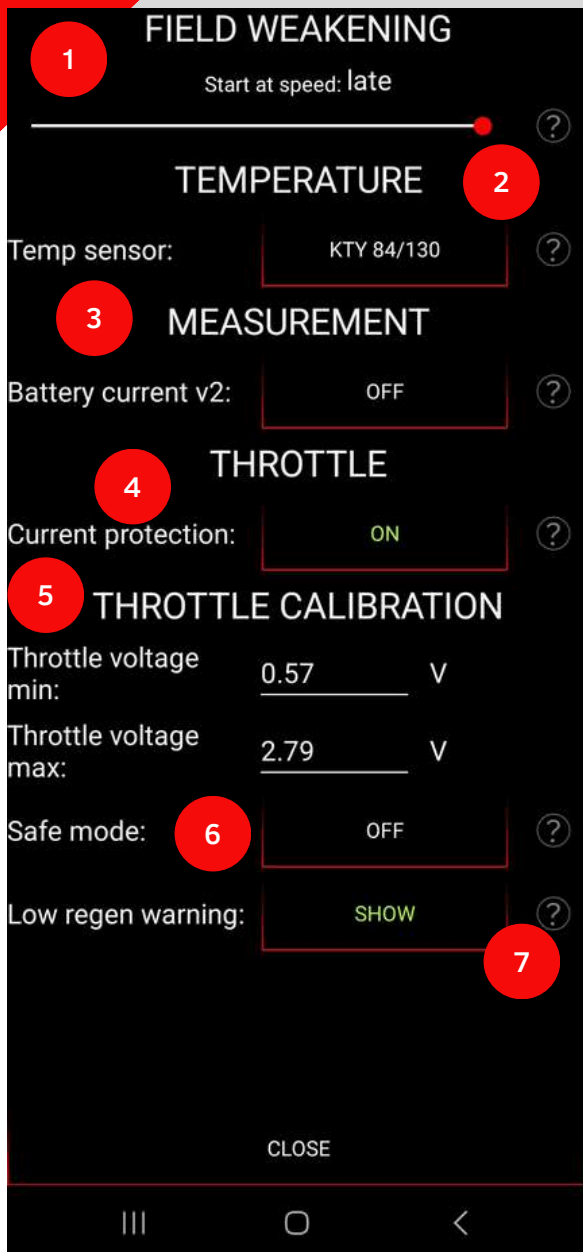 1
FIELD WEAKENING
Start at speed: late
?
TEMPERATURE
2
Temp sensor:
KTY 84/130
?
3
MEASUREMENT
Battery current v2:
OFF
?
THROTTLE
4
Current protection:
ON
?
5
THROTTLE CALIBRATION
Throttle voltage
min:
0.57
V
Throttle voltage
max:
2.79
V
Safe mode:
6
OFF
?
Low regen warning:
SHOW
?
7
CLOSE